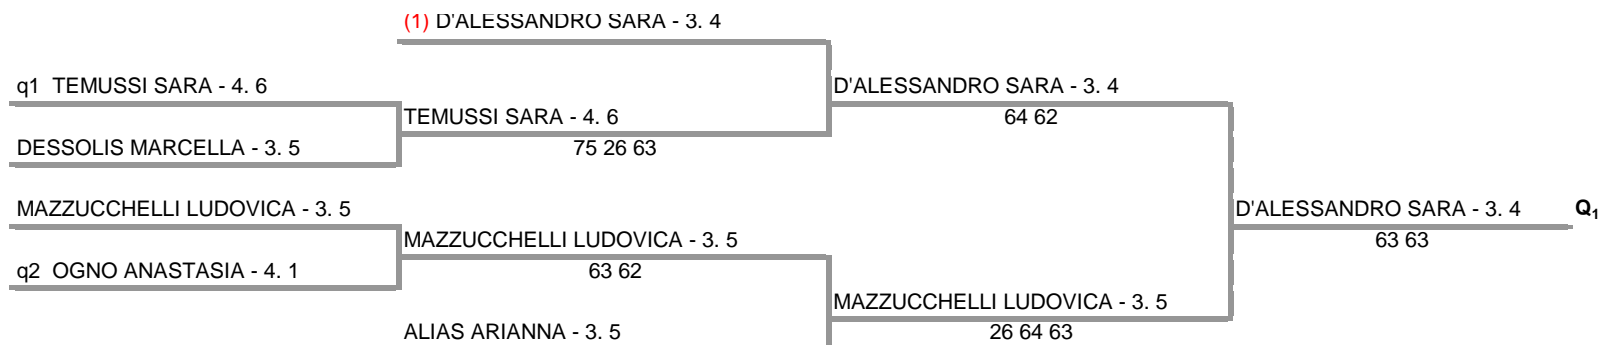 (1) D'ALESSANDRO SARA - 3. 4
q1 TEMUSSI SARA - 4. 6
D'ALESSANDRO SARA - 3. 4
TEMUSSI SARA - 4. 6
64 62
DESSOLIS MARCELLA - 3. 5
75 26 63
MAZZUCCHELLI LUDOVICA - 3. 5
D'ALESSANDRO SARA - 3. 4 Q1
MAZZUCCHELLI LUDOVICA - 3. 5
63 63
q2 OGNO ANASTASIA - 4. 1
63 62
MAZZUCCHELLI LUDOVICA - 3. 5
ALIAS ARIANNA - 3. 5
26 64 63